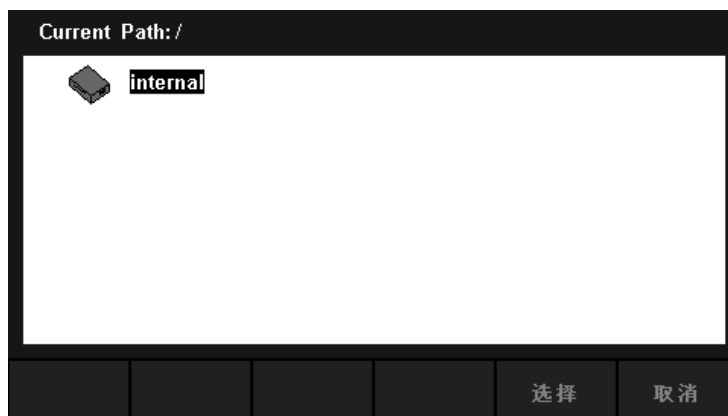 Current Path: /
internal
选择 取消